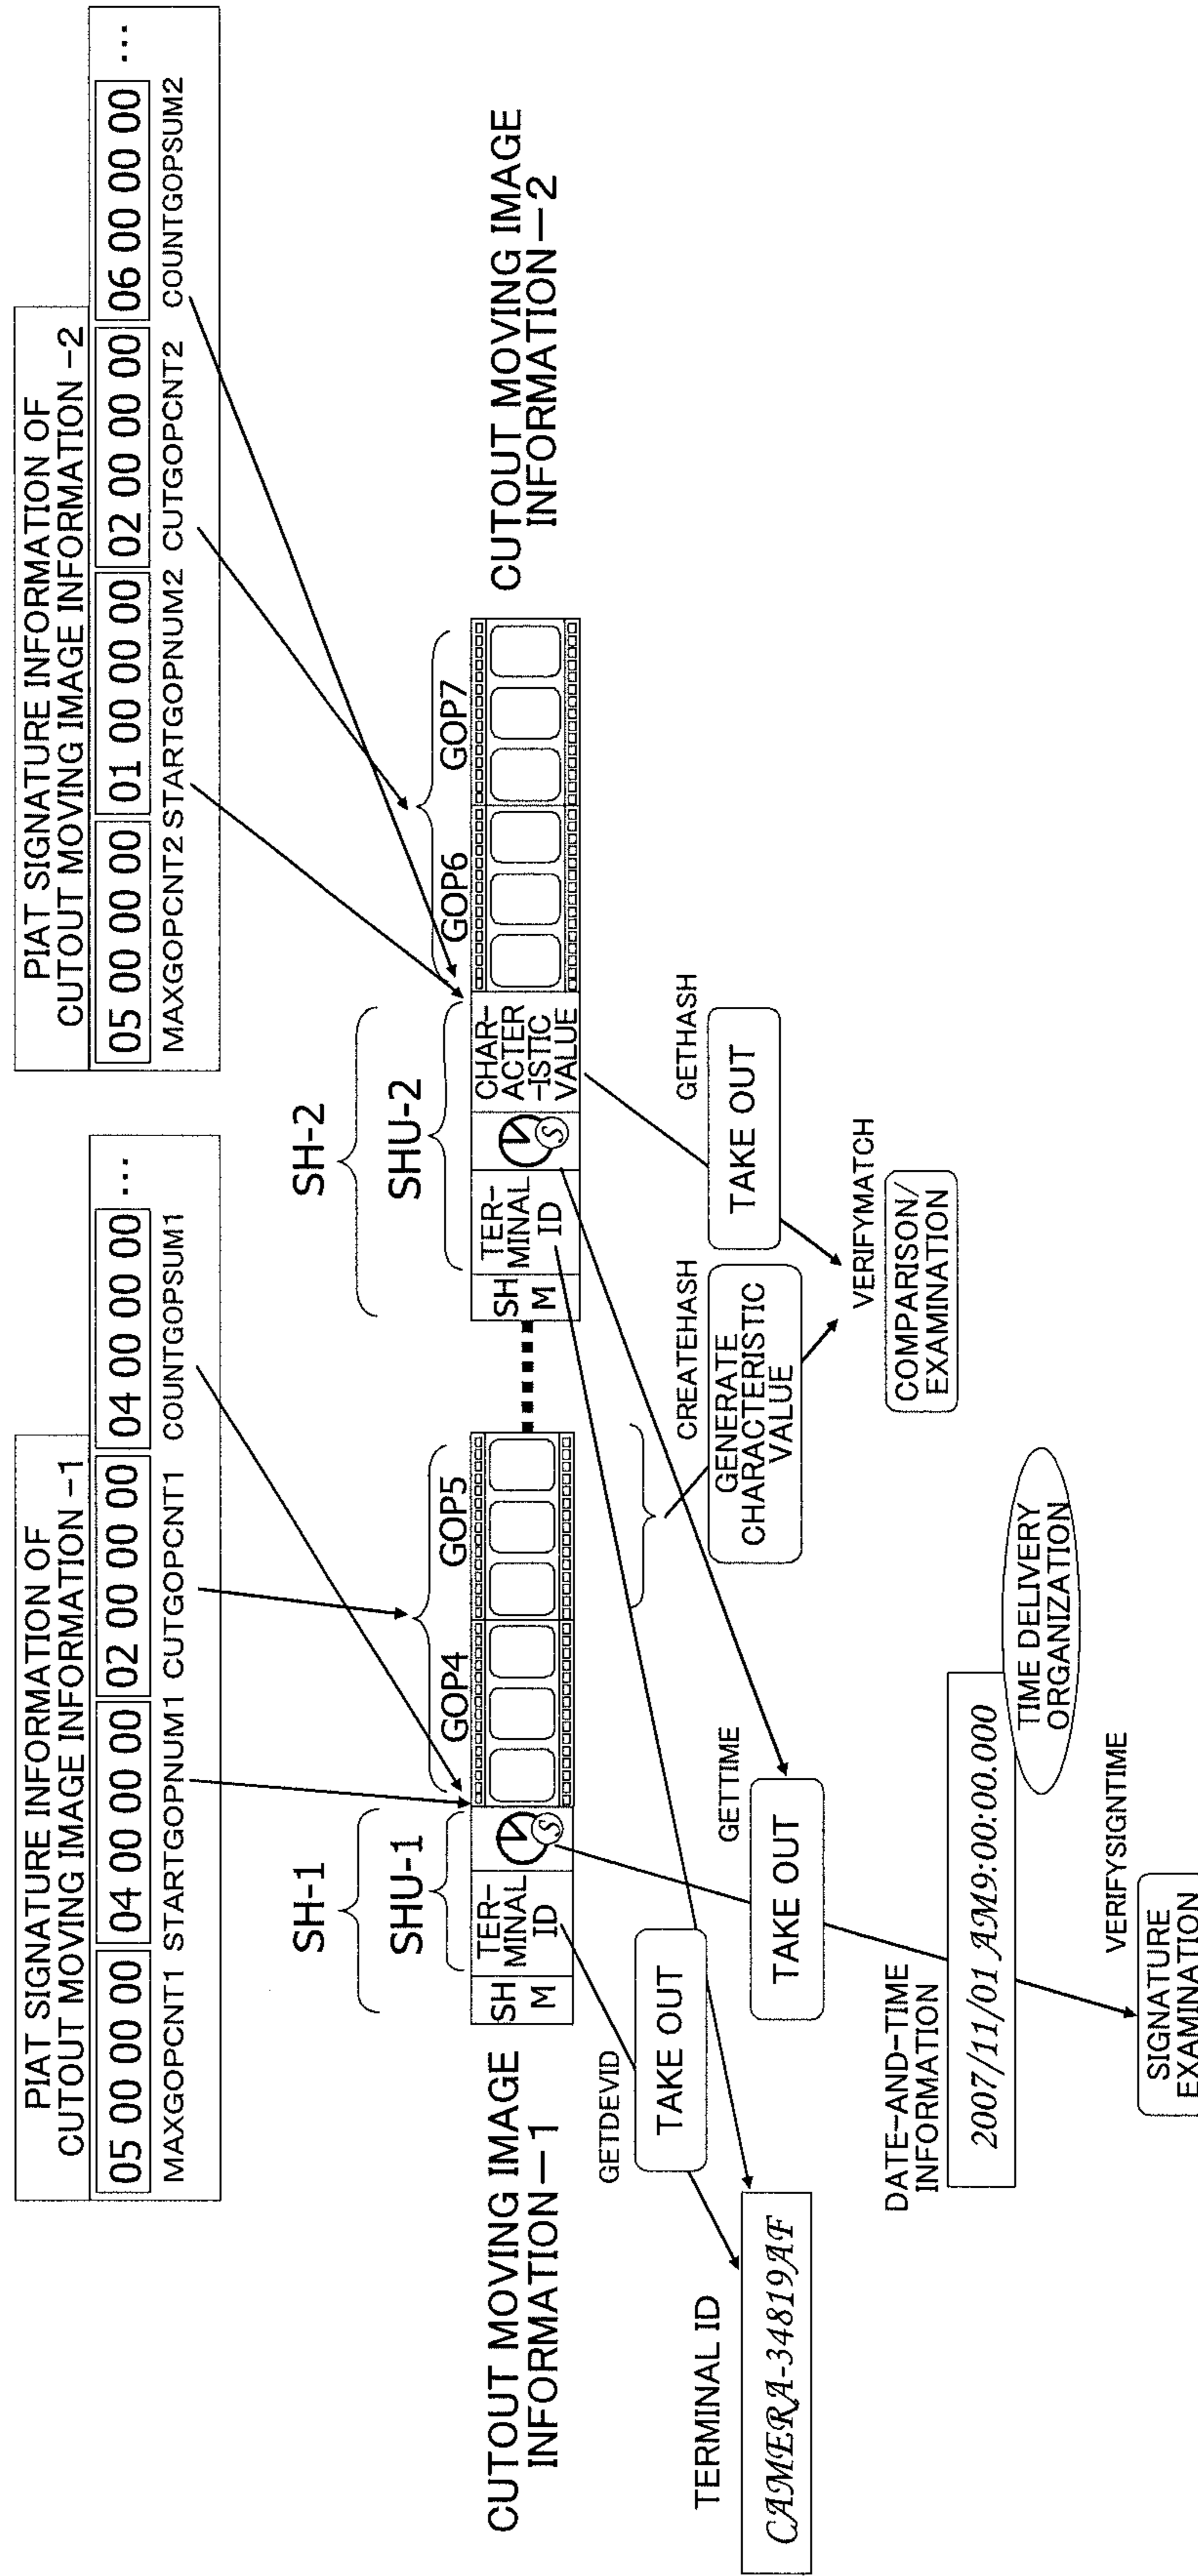 PIAT SIGNATURE INFORMATION OF
CUTOUT MOVING IMAGE INFORMATION -1
05 00 00 00
04 00 00 00
02 00 00 00
04 00 00 00
...
MAXGOPCNT1
STARTGOPNUM1
CUTGOPCNT1
COUNTGOPSUM1
PIAT SIGNATURE INFORMATION OF
CUTOUT MOVING IMAGE INFORMATION -2
05 00 00 00
01 00 00 00
02 00 00 00
06 00 00 00
...
MAXGOPCNT2
STARTGOPNUM2
CUTGOPCNT2
COUNTGOPSUM2
SH-1
SHU-1
GOP4
GOP5
SH-2
SHU-2
GOP6
GOP7
CUTOUT MOVING IMAGE
INFORMATION-1
SH
M
TER-
MINAL
ID
S
SH
M
TER-
MINAL
ID
S
CHAR-
ACTER
-ISTIC
VALUE
CUTOUT MOVING IMAGE
INFORMATION-2
GETDEVID
TAKE OUT
GETTIME
TAKE OUT
CREATEHASH
GENERATE
CHARACTERISTIC
VALUE
GETHASH
TAKE OUT
TERMINAL ID
CAMERA-34819AF
VERIFYMATCH
COMPARISON/
EXAMINATION
DATE-AND-TIME
INFORMATION
2007/11/01 AM9:00:00.000
TIME DELIVERY
ORGANIZATION
VERIFYSIGNTIME
SIGNATURE
EXAMINATION